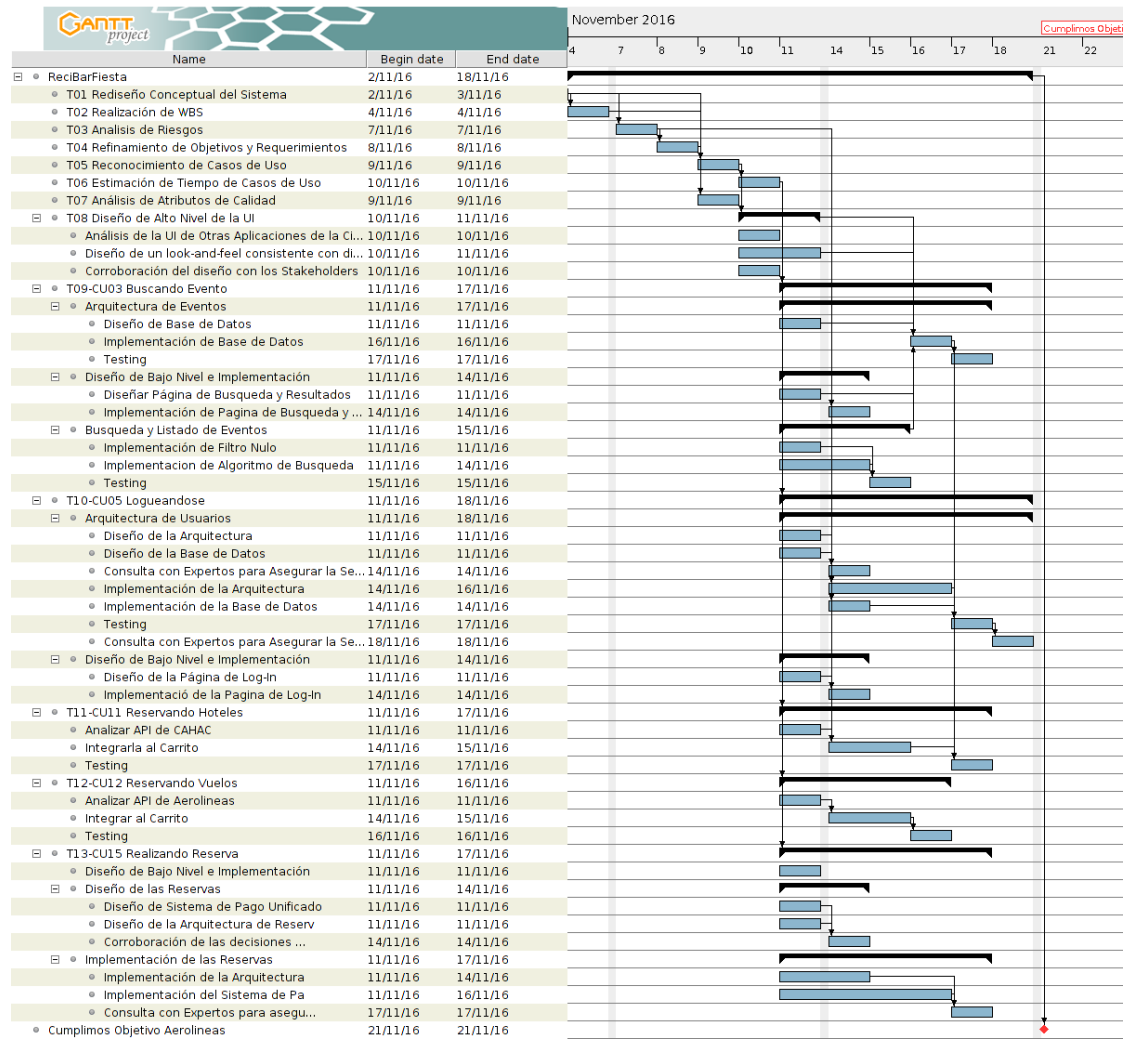 GANTT
project
November 2016
Cumplimos Objeti
4 7 8 9 10 11 14 15 16 17 18 21 22
Name Begin date End date
ReciBarFiesta 2/11/16 18/11/16
T01 Rediseño Conceptual del Sistema 2/11/16 3/11/16
T02 Realización de WBS 4/11/16 4/11/16
T03 Analisis de Riesgos 7/11/16 7/11/16
T04 Refinamiento de Objetivos y Requerimientos 8/11/16 8/11/16
T05 Reconocimiento de Casos de Uso 9/11/16 9/11/16
T06 Estimación de Tiempo de Casos de Uso 10/11/16 10/11/16
T07 Análisis de Atributos de Calidad 9/11/16 9/11/16
T08 Diseño de Alto Nivel de la UI 10/11/16 11/11/16
Análisis de la UI de Otras Aplicaciones de la Ci... 10/11/16 10/11/16
Diseño de un look-and-feel consistente con di... 10/11/16 11/11/16
Corroboración del diseño con los Stakeholders 10/11/16 10/11/16
T09-CU03 Buscando Evento 11/11/16 17/11/16
Arquitectura de Eventos 11/11/16 17/11/16
Diseño de Base de Datos 11/11/16 11/11/16
Implementación de Base de Datos 16/11/16 16/11/16
Testing 17/11/16 17/11/16
Diseño de Bajo Nivel e Implementación 11/11/16 14/11/16
Diseñar Página de Busqueda y Resultados 11/11/16 11/11/16
Implementación de Pagina de Busqueda y ... 14/11/16 14/11/16
Busqueda y Listado de Eventos 11/11/16 15/11/16
Implementación de Filtro Nulo 11/11/16 11/11/16
Implementacion de Algoritmo de Busqueda 11/11/16 14/11/16
Testing 15/11/16 15/11/16
T10-CU05 Logueandose 11/11/16 18/11/16
Arquitectura de Usuarios 11/11/16 18/11/16
Diseño de la Arquitectura 11/11/16 11/11/16
Diseño de la Base de Datos 11/11/16 11/11/16
Consulta con Expertos para Asegurar la Se... 14/11/16 14/11/16
Implementación de la Arquitectura 14/11/16 16/11/16
Implementación de la Base de Datos 14/11/16 14/11/16
Testing 17/11/16 17/11/16
Consulta con Expertos para Asegurar la Se... 18/11/16 18/11/16
Diseño de Bajo Nivel e Implementación 11/11/16 14/11/16
Diseño de la Página de Log-In 11/11/16 11/11/16
Implementació de la Pagina de Log-In 14/11/16 14/11/16
T11-CU11 Reservando Hoteles 11/11/16 17/11/16
Analizar API de CAHAC 11/11/16 11/11/16
Integrarla al Carrito 14/11/16 15/11/16
Testing 17/11/16 17/11/16
T12-CU12 Reservando Vuelos 11/11/16 16/11/16
Analizar API de Aerolineas 11/11/16 11/11/16
Integrar al Carrito 14/11/16 15/11/16
Testing 16/11/16 16/11/16
T13-CU15 Realizando Reserva 11/11/16 17/11/16
Diseño de Bajo Nivel e Implementación 11/11/16 11/11/16
Diseño de las Reservas 11/11/16 14/11/16
Diseño de Sistema de Pago Unificado 11/11/16 11/11/16
Diseño de la Arquitectura de Reserv 11/11/16 11/11/16
Corroboración de las decisiones ... 14/11/16 14/11/16
Implementación de las Reservas 11/11/16 17/11/16
Implementación de la Arquitectura 11/11/16 14/11/16
Implementación del Sistema de Pa 11/11/16 16/11/16
Consulta con Expertos para asegu... 17/11/16 17/11/16
Cumplimos Objetivo Aerolineas 21/11/16 21/11/16